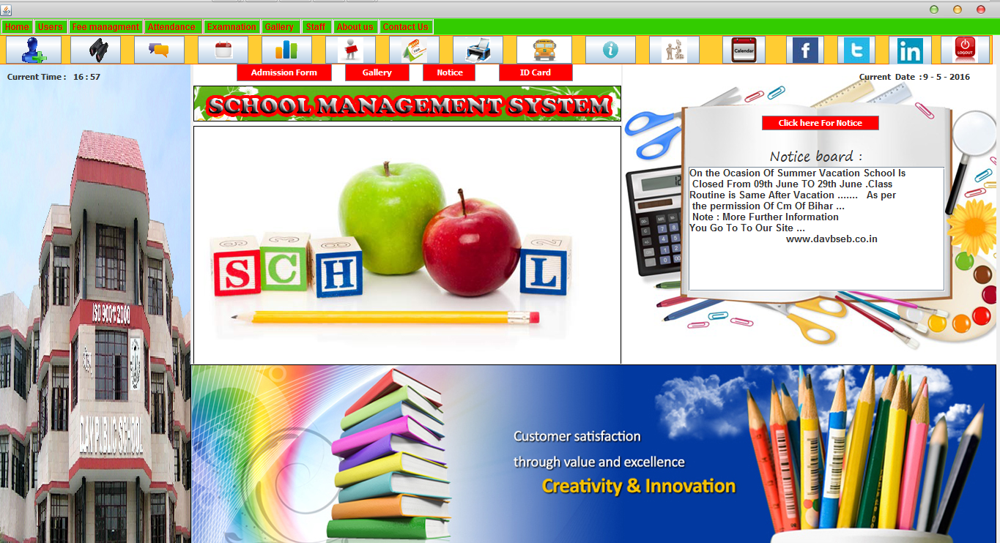 Home Users Fee managment Attendance Examnation Gallery Staff About us Contact Us
Calendar
LOGOUT
Current Time : 16 : 57
Admission Form Gallery Notice ID Card
Current Date : 9 - 5 - 2016
SCHOOL MANAGEMENT SYSTEM
Click here For Notice
Notice board :
On the Ocasion Of Summer Vacation School Is
Closed From 09th June TO 29th June .Class
Routine is Same After Vacation ....... As per
the permission Of Cm Of Bihar ...
Note : More Further Information
You Go To To Our Site ...
www.davbseb.co.in
S C H L
ISO 9001:2000
DAV PUBLIC SCHOOL
Customer satisfaction
through value and excellence
Creativity & Innovation